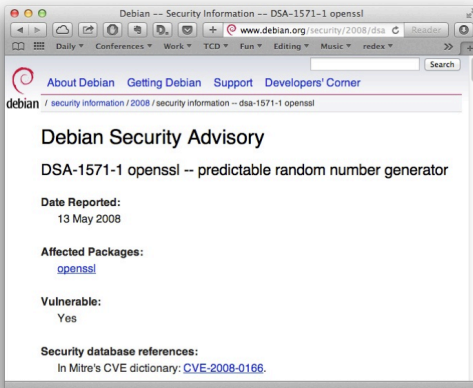 Debian -- Security Information -- DSA-1571-1 openssl
www.debian.org/security/2008/dsa Reader
Daily Conferences Work TCD Fun Editing Music redex
Search
About Debian Getting Debian Support Developers' Corner
debian / security information / 2008 / security information -- dsa-1571-1 openssl
Debian Security Advisory
DSA-1571-1 openssl -- predictable random number generator
Date Reported:
13 May 2008
Affected Packages:
openssl
Vulnerable:
Yes
Security database references:
In Mitre's CVE dictionary: CVE-2008-0166.